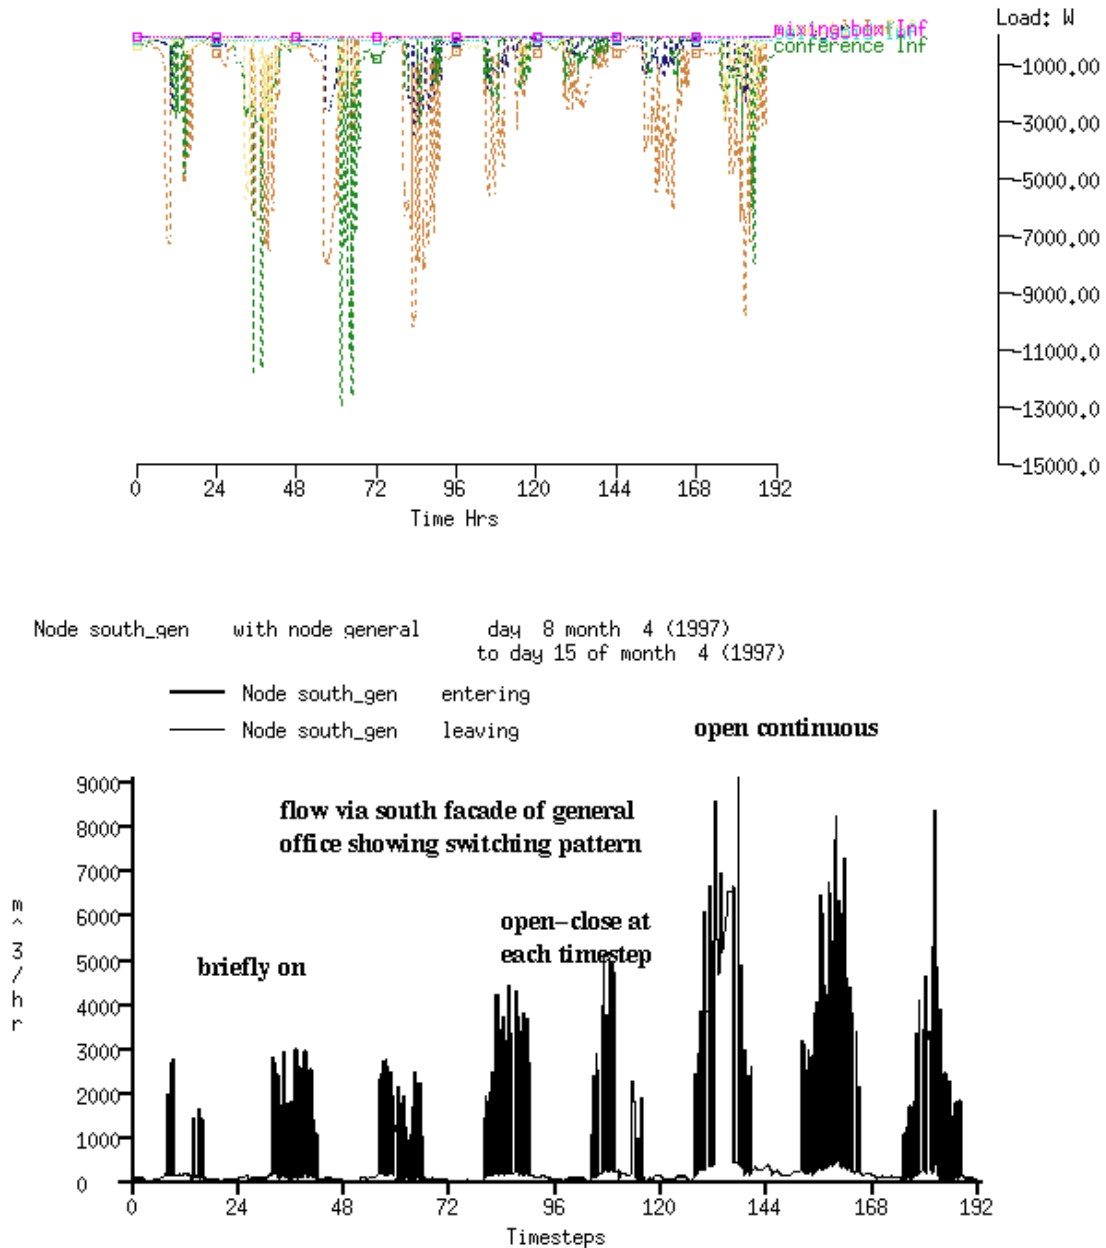 Load: W
conference Inf
-1000.00
-3000.00
-5000.00
-7000.00
-9000.00
-11000.0
-13000.0
-15000.0
0 24 48 72 96 120 144 168 192
Time Hrs
Node south_gen with node general day 8 month 4 (1997)
to day 15 of month 4 (1997)
Node south_gen entering
Node south_gen leaving
open continuous
flow via south facade of general
office showing switching pattern
open-close at
each timestep
briefly on
m^3/hr
9000
8000
7000
6000
5000
4000
3000
2000
1000
0
0 24 48 72 96 120 144 168 192
Timesteps